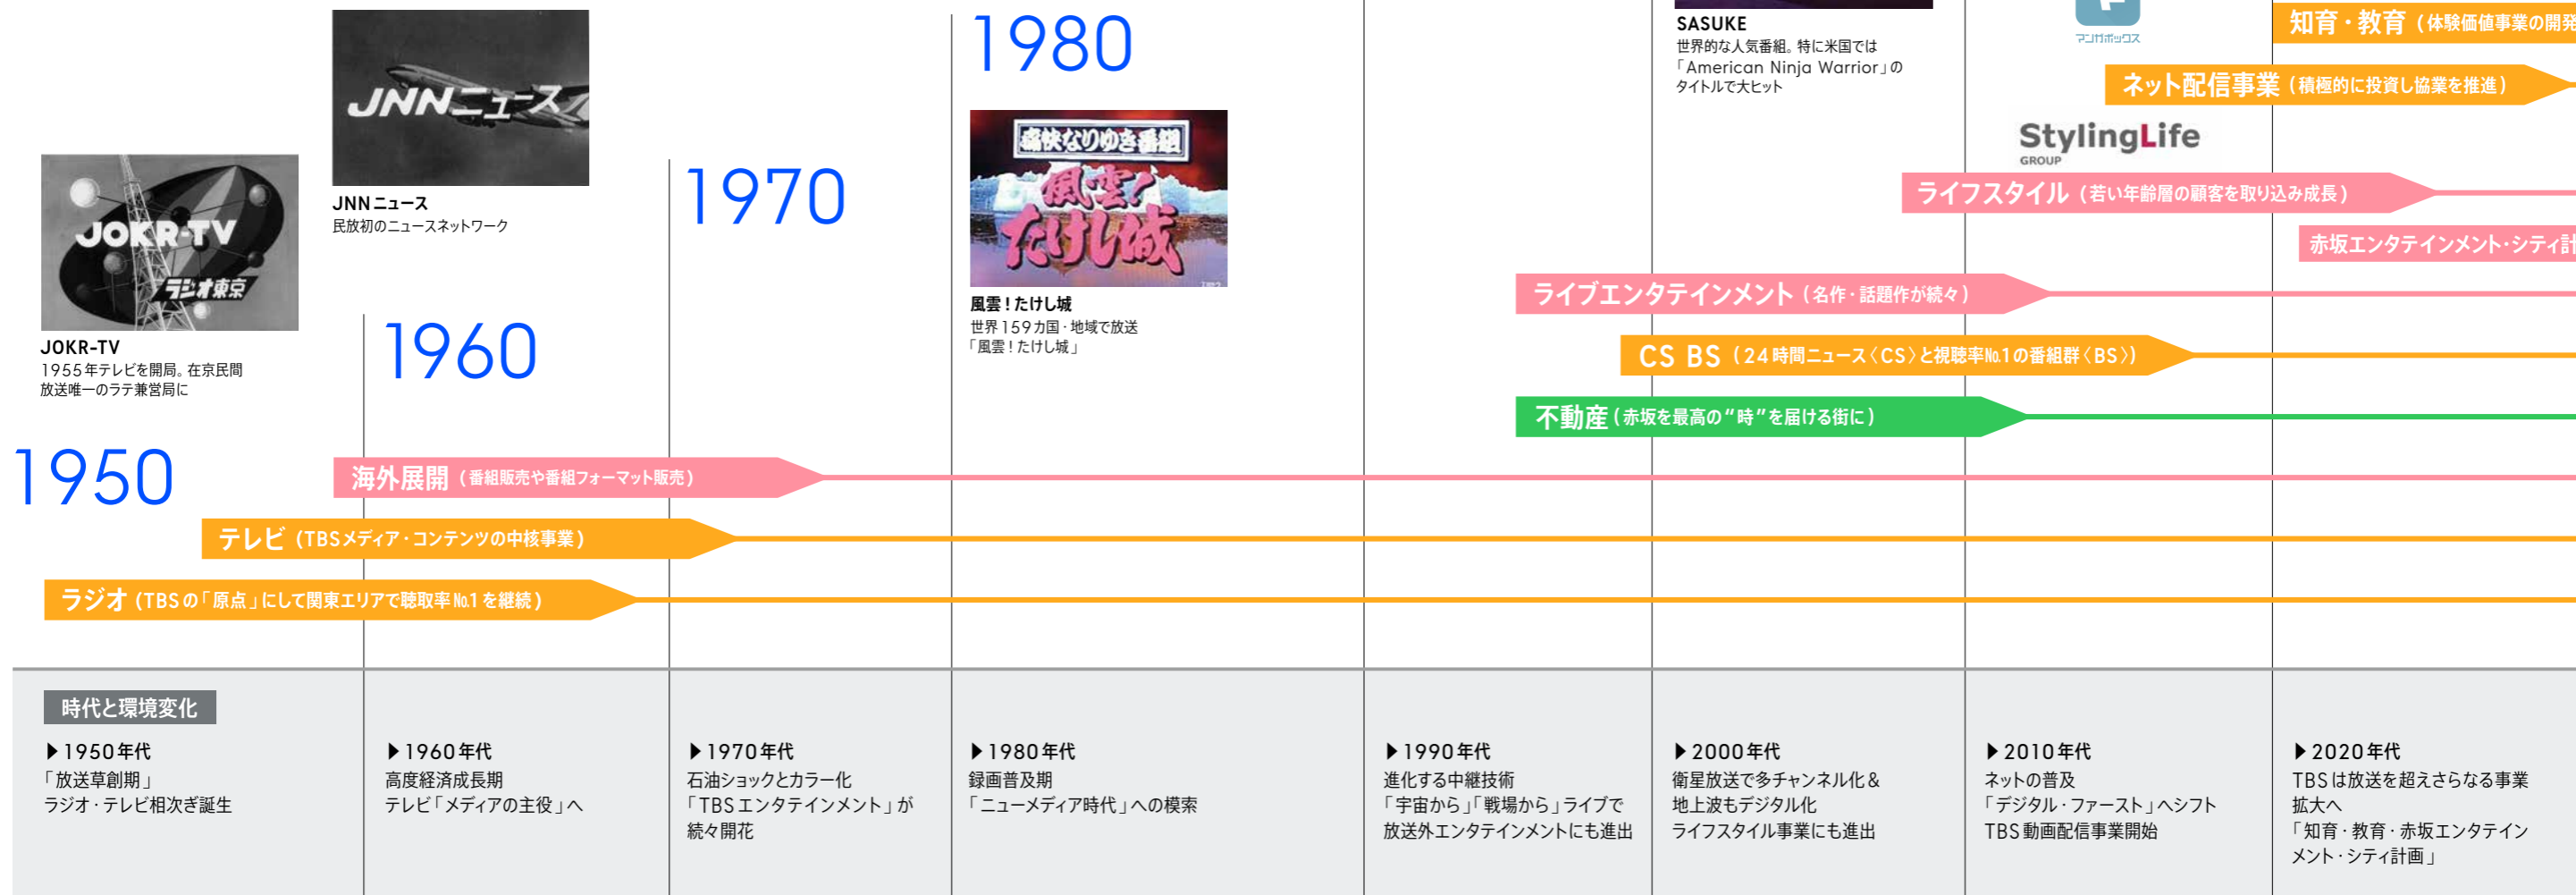 JNNニュース
JNN ニュース
民放初のニュースネットワーク
JOKR-TV
ラジオ東京
JOKR-TV
1955年テレビを開局。在京民間
放送唯一のラテ兼営局に
1950
1960
1970
1980
痛快なりゆき番組
風雲!
たけし城
風雲!たけし城
世界159カ国・地域で放送
「風雲!たけし城」
SASUKE
世界的な人気番組。特に米国では
「American Ninja Warrior」の
タイトルで大ヒット
マンガボックス
知育・教育(体験価値事業の開発
ネット配信事業(積極的に投資し協業を推進)
StylingLife
GROUP
ライフスタイル(若い年齢層の顧客を取り込み成長)
赤坂エンタテインメント・シティ計
ライブエンタテインメント(名作・話題作が続々)
CS BS(24時間ニュース〈CS〉と視聴率№1の番組群〈BS〉)
不動産(赤坂を最高の“時”を届ける街に)
海外展開(番組販売や番組フォーマット販売)
テレビ(TBSメディア・コンテンツの中核事業)
ラジオ(TBSの「原点」にして関東エリアで聴取率№1を継続)
時代と環境変化
▶1950年代
「放送草創期」
ラジオ・テレビ相次ぎ誕生
▶1960年代
高度経済成長期
テレビ「メディアの主役」へ
▶1970年代
石油ショックとカラー化
「TBSエンタテインメント」が
続々開花
▶1980年代
録画普及期
「ニューメディア時代」への模索
▶1990年代
進化する中継技術
「宇宙から」「戦場から」ライブで
放送外エンタテインメントにも進出
▶2000年代
衛星放送で多チャンネル化&
地上波もデジタル化
ライフスタイル事業にも進出
▶2010年代
ネットの普及
「デジタル・ファースト」へシフト
TBS動画配信事業開始
▶2020年代
TBSは放送を超えさらなる事業
拡大へ
「知育・教育・赤坂エンタテイン
メント・シティ計画」